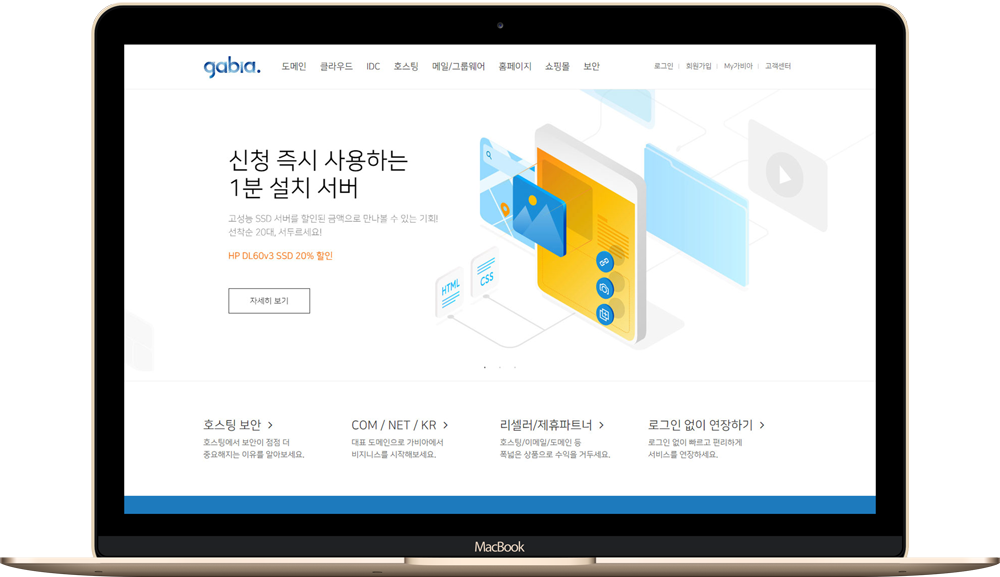 gabia.
도메인 클라우드 IDC 호스팅 메일/그룹웨어 홈페이지 쇼핑몰 보안
로그인 회원가입 My가비아 고객센터
신청 즉시 사용하는
1분 설치 서버
고성능 SSD 서버를 할인된 금액으로 만나볼 수 있는 기회!
선착순 20대, 서두르세요!
HP DL60v3 SSD 20% 할인
자세히 보기
HTML
CSS
호스팅 보안 >
호스팅에서 보안이 점점 더
중요해지는 이유를 알아보세요.
COM / NET / KR >
대표 도메인으로 가비아에서
비지니스를 시작해보세요.
리셀러/제휴파트너 >
호스팅/이메일/도메인 등
폭넓은 상품으로 수익을 거두세요.
로그인 없이 연장하기 >
로그인 없이 빠르고 편리하게
서비스를 연장하세요.
MacBook